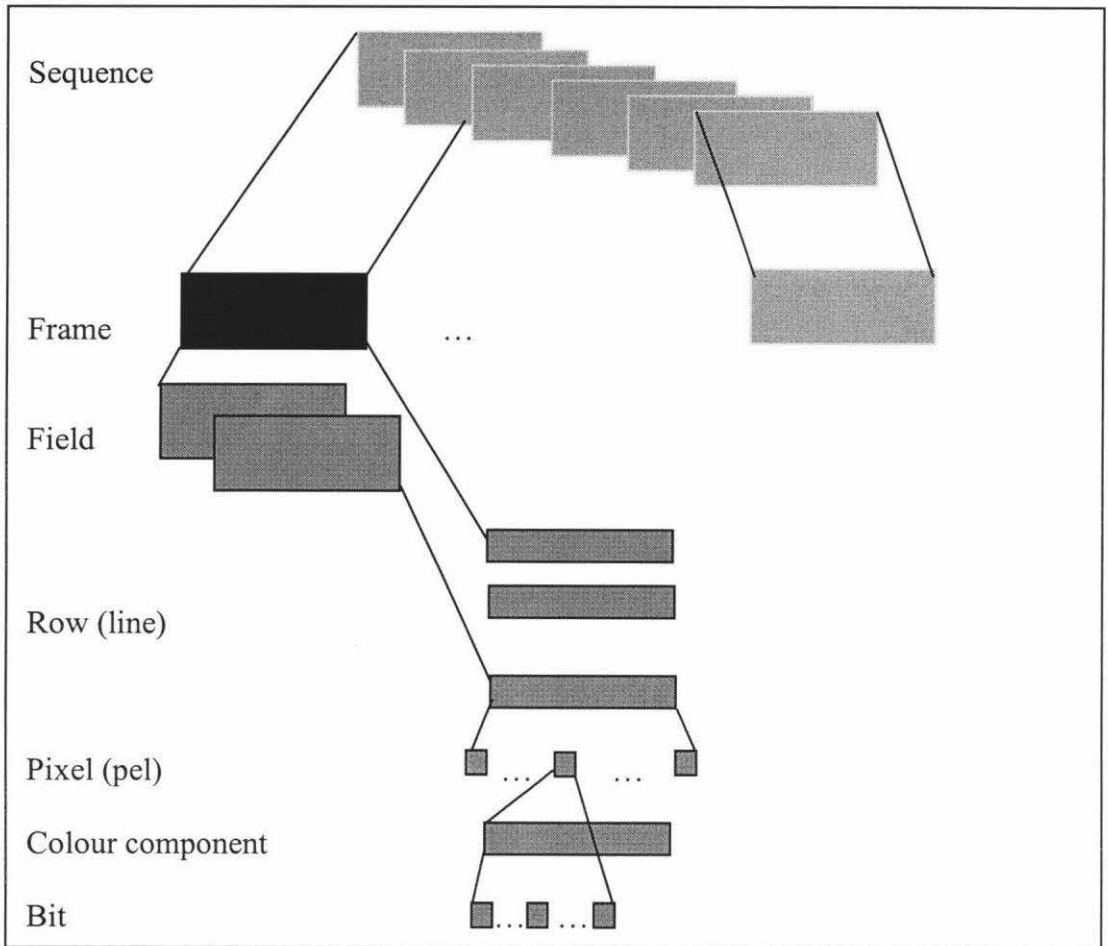 Sequence
Frame
...
Field
Row (line)
Pixel (pel)
... ...
Colour component
Bit
... ...